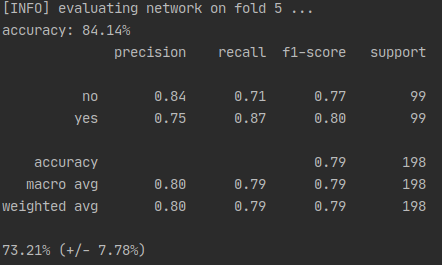 [INFO] evaluating network on fold 5 ...
accuracy: 84.14%
precision recall f1-score support
no 0.84 0.71 0.77 99
yes 0.75 0.87 0.80 99
accuracy 0.79 198
macro avg 0.80 0.79 0.79 198
weighted avg 0.80 0.79 0.79 198
73.21% (+/- 7.78%)